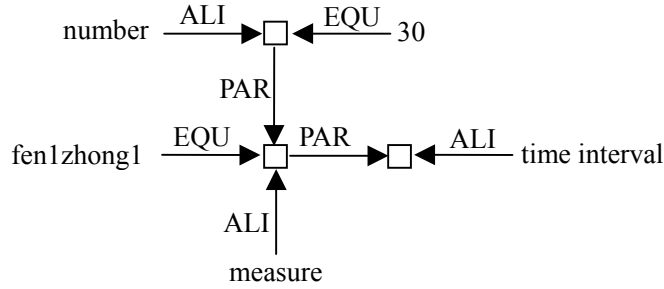 ALI EQU
number 30
PAR
EQU PAR ALI
fen1zhong1 time interval
ALI
measure